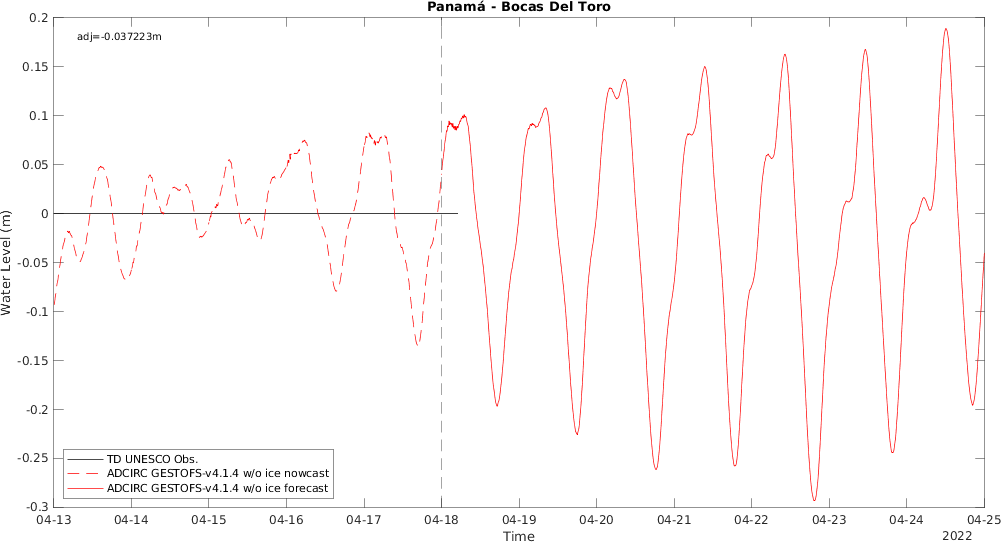 Panamá - Bocas Del Toro
adj=-0.037223m
0.2
0.15
0.1
0.05
0
-0.05
-0.1
-0.15
-0.2
-0.25
-0.3
Water Level (m)
TD UNESCO Obs.
ADCIRC GESTOFS-v4.1.4 w/o ice nowcast
ADCIRC GESTOFS-v4.1.4 w/o ice forecast
04-13 04-14 04-15 04-16 04-17 04-18 04-19 04-20 04-21 04-22 04-23 04-24 04-25
Time
2022